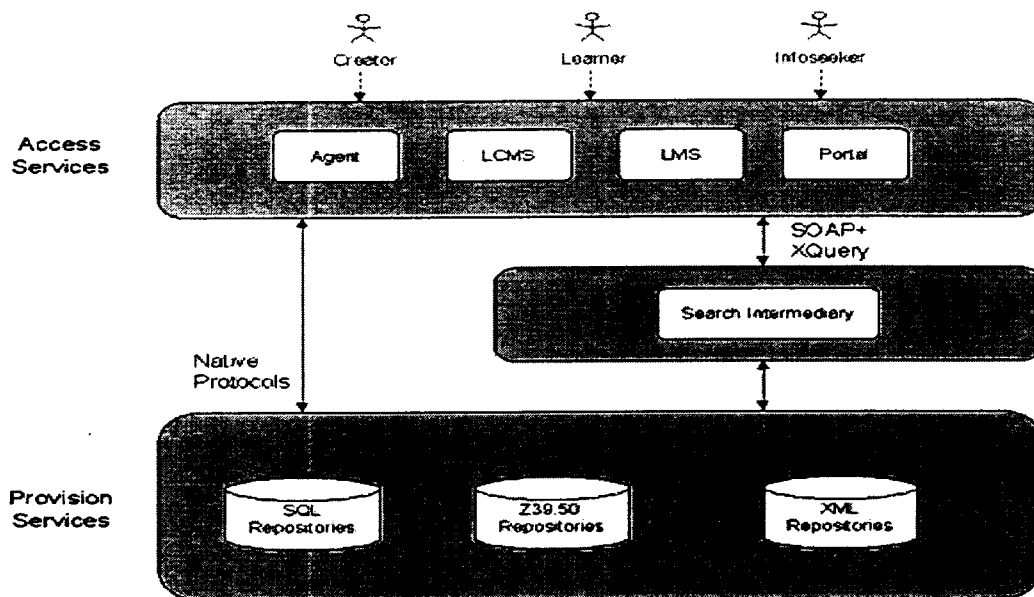 Creator
Learner
Infoseeker
Access
Services
Agent
LCMS
LMS
Portal
SOAP+
XQuery
Search Intermediary
Native
Protocols
Provision
Services
SQL
Repositories
Z39.50
Repositories
XML
Repositories